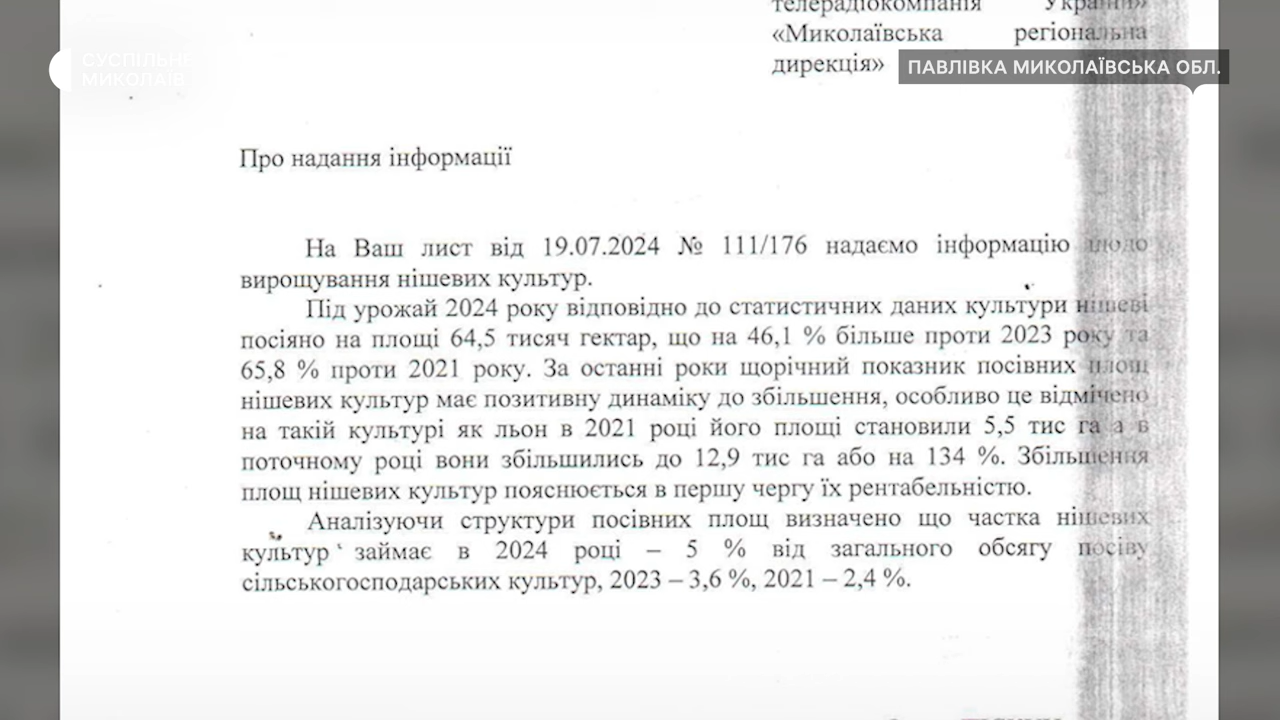 телерадіокомпанія України»
«Миколаївська регіональна
дирекція»
СУСПІЛЬНЕ
МИКОЛАЇВ
ПАВЛІВКА МИКОЛАЇВСЬКА ОБЛ.
Про надання інформації
На Ваш лист від 19.07.2024 № 111/176 надаємо інформацію щодо
вирощування нішевих культур.
Під урожай 2024 року відповідно до статистичних даних культури нішеві
посіяно на площі 64,5 тисяч гектар, що на 46,1 % більше проти 2023 року та
65,8 % проти 2021 року. За останні роки щорічний показник посівних площ
нішевих культур має позитивну динаміку до збільшення, особливо це відмічено
на такій культурі як льон в 2021 році його площі становили 5,5 тис га а в
поточному році вони збільшились до 12,9 тис га або на 134 %. Збільшення
площ нішевих культур пояснюється в першу чергу їх рентабельністю.
Аналізуючи структури посівних площ визначено що частка нішевих
культур займає в 2024 році – 5 % від загального обсягу посіву
сільськогосподарських культур, 2023 – 3,6 %, 2021 – 2,4 %.